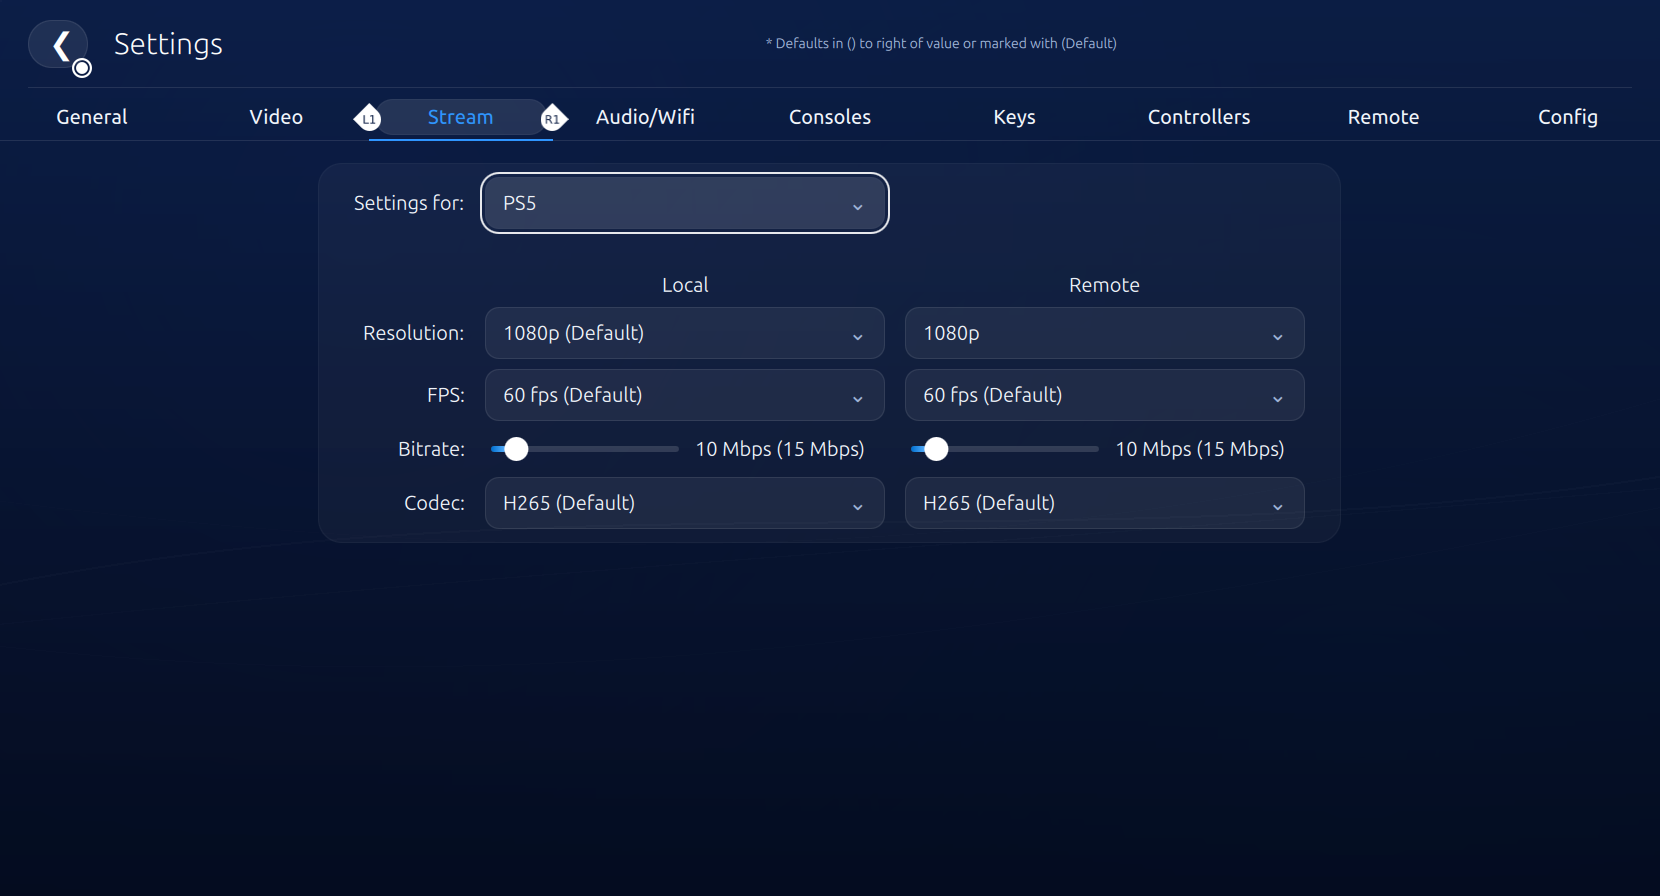 Settings
* Defaults in () to right of value or marked with (Default)
General Video L1 Stream R1 Audio/Wifi Consoles Keys Controllers Remote Config
Settings for: PS5
Local Remote
Resolution: 1080p (Default) 1080p
FPS: 60 fps (Default) 60 fps (Default)
Bitrate: 10 Mbps (15 Mbps) 10 Mbps (15 Mbps)
Codec: H265 (Default) H265 (Default)